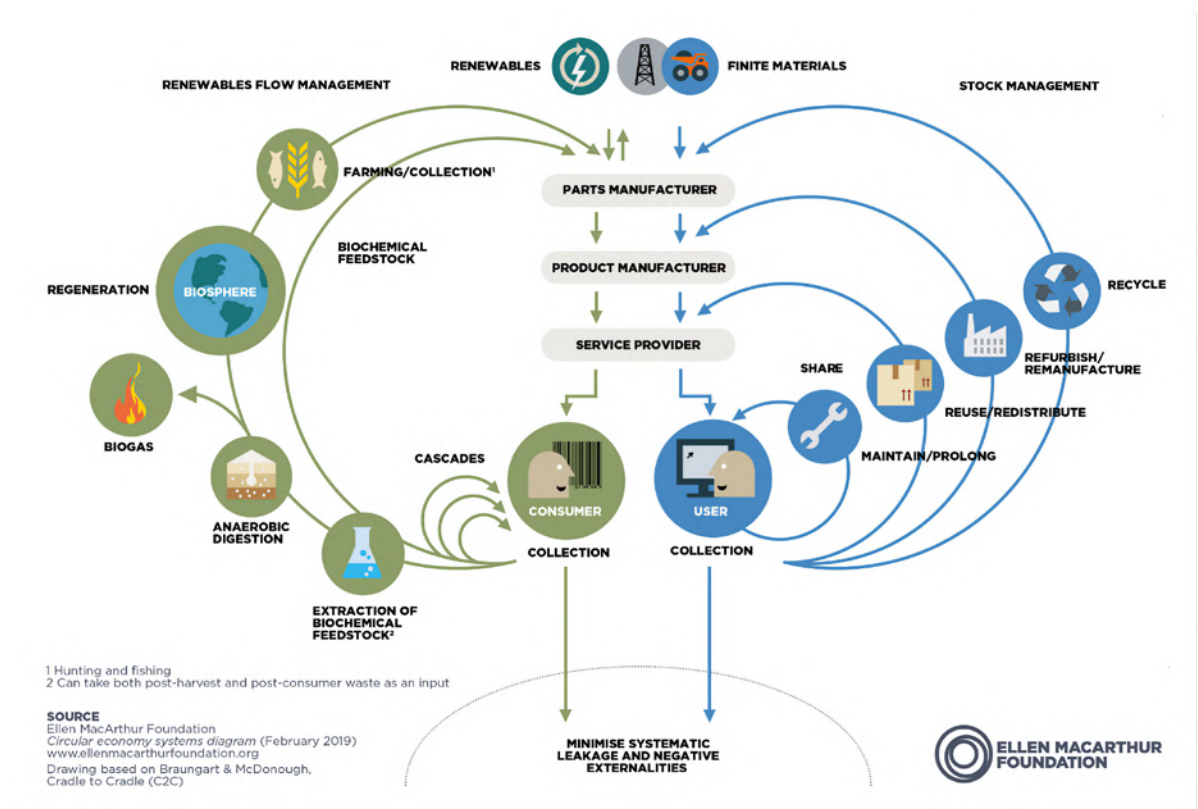 RENEWABLES
FINITE MATERIALS
RENEWABLES FLOW MANAGEMENT
STOCK MANAGEMENT
FARMING/COLLECTION¹
PARTS MANUFACTURER
BIOCHEMICAL
FEEDSTOCK
PRODUCT MANUFACTURER
REGENERATION
BIOSPHERE
RECYCLE
SERVICE PROVIDER
SHARE
REFURBISH/
REMANUFACTURE
REUSE/REDISTRIBUTE
BIOGAS
CASCADES
MAINTAIN/PROLONG
CONSUMER
USER
ANAEROBIC
DIGESTION
COLLECTION
COLLECTION
EXTRACTION OF
BIOCHEMICAL
FEEDSTOCK²
1 Hunting and fishing
2 Can take both post-harvest and post-consumer waste as an input
SOURCE
Ellen MacArthur Foundation
Circular economy systems diagram (February 2019)
www.ellenmacarthurfoundation.org
Drawing based on Braungart & McDonough,
Cradle to Cradle (C2C)
MINIMISE SYSTEMATIC
LEAKAGE AND NEGATIVE
EXTERNALITIES
ELLEN MACARTHUR
FOUNDATION